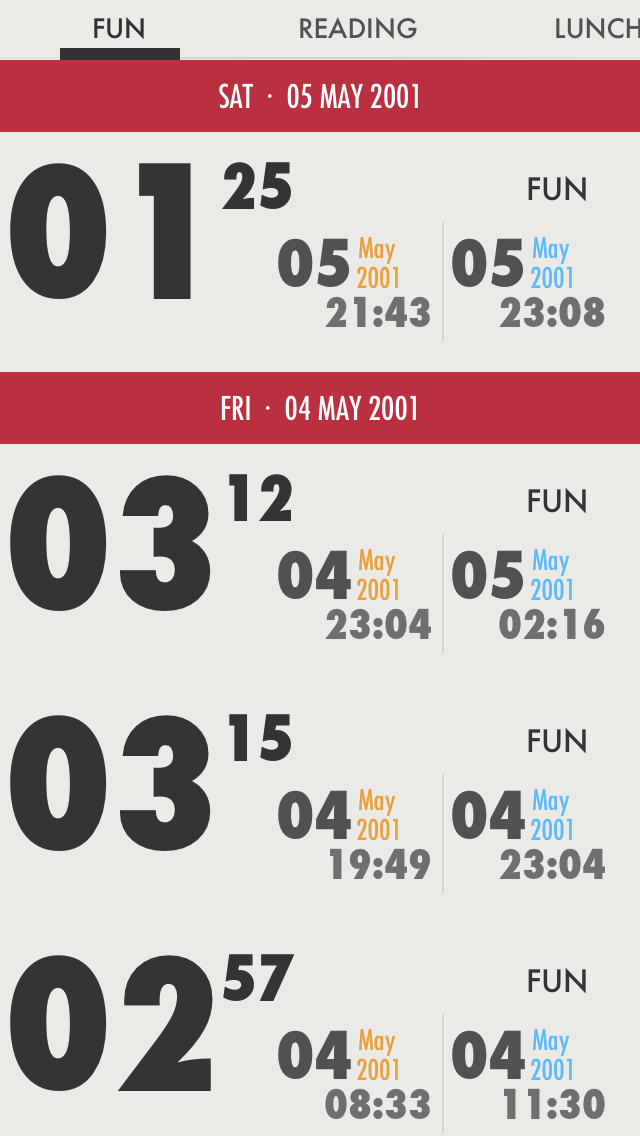 FUN READING LUNCH
SAT · 05 MAY 2001
01 25 FUN
05 May 2001 05 May 2001
21:43 23:08
FRI · 04 MAY 2001
03 12 FUN
04 May 2001 05 May 2001
23:04 02:16
03 15 FUN
04 May 2001 04 May 2001
19:49 23:04
02 57 FUN
04 May 2001 04 May 2001
08:33 11:30